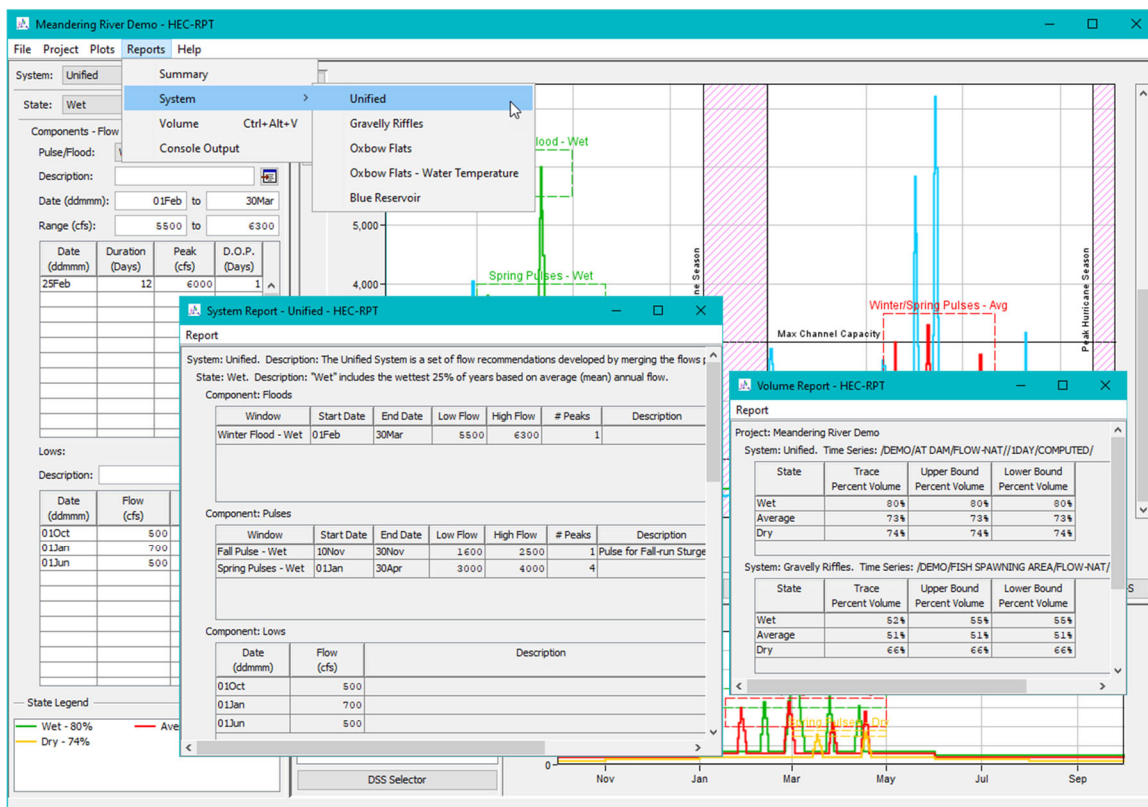 Meandering River Demo - HEC-RPT
File Project Plots Reports Help
System: Unified
State: Wet
Components - Flow
Pulse/Flood:
Description:
Date (ddmmm): 01Feb to 30Mar
Range (cfs): 5500 to 6300
Date (ddmmm) Duration (Days) Peak (cfs) D.O.P. (Days)
25Feb 12 6000 1
Lows:
Description:
Date (ddmmm) Flow (cfs)
01Oct 500
01Jan 700
01Jun 500
State Legend
Wet - 80%
Dry - 74%
Summary
System
Volume Ctrl+Alt+V
Console Output
Unified
Gravelly Riffles
Oxbow Flats
Oxbow Flats - Water Temperature
Blue Reservoir
lood - Wet
5,000
4,000
Spring Pulses - Wet
ne Season
Winter/Spring Pulses - Avg
Max Channel Capacity
Peak Hurricane Season
System Report - Unified - HEC-RPT
Report
System: Unified. Description: The Unified System is a set of flow recommendations developed by merging the flows
State: Wet. Description: "Wet" includes the wettest 25% of years based on average (mean) annual flow.
Component: Floods
Window Start Date End Date Low Flow High Flow # Peaks Description
Winter Flood - Wet 01Feb 30Mar 5500 6300 1
Component: Pulses
Window Start Date End Date Low Flow High Flow # Peaks Description
Fall Pulse - Wet 10Nov 30Nov 1600 2500 1 Pulse for Fall-run Sturge
Spring Pulses - Wet 01Jan 30Apr 3000 4000 4
Component: Lows
Date (ddmmm) Flow (cfs) Description
01Oct 500
01Jan 700
01Jun 500
Volume Report - HEC-RPT
Report
Project: Meandering River Demo
System: Unified. Time Series: /DEMO/AT DAM/FLOW-NAT//1DAY/COMPUTED/
State Trace Percent Volume Upper Bound Percent Volume Lower Bound Percent Volume
Wet 80% 80% 80%
Average 73% 73% 73%
Dry 74% 74% 74%
System: Gravelly Riffles. Time Series: /DEMO/FISH SPAWNING AREA/FLOW-NAT/
State Trace Percent Volume Upper Bound Percent Volume Lower Bound Percent Volume
Wet 52% 55% 55%
Average 51% 51% 51%
Dry 66% 66% 66%
S
Spring Pulses - Dry
0
Nov Jan Mar May Jul Sep
DSS Selector